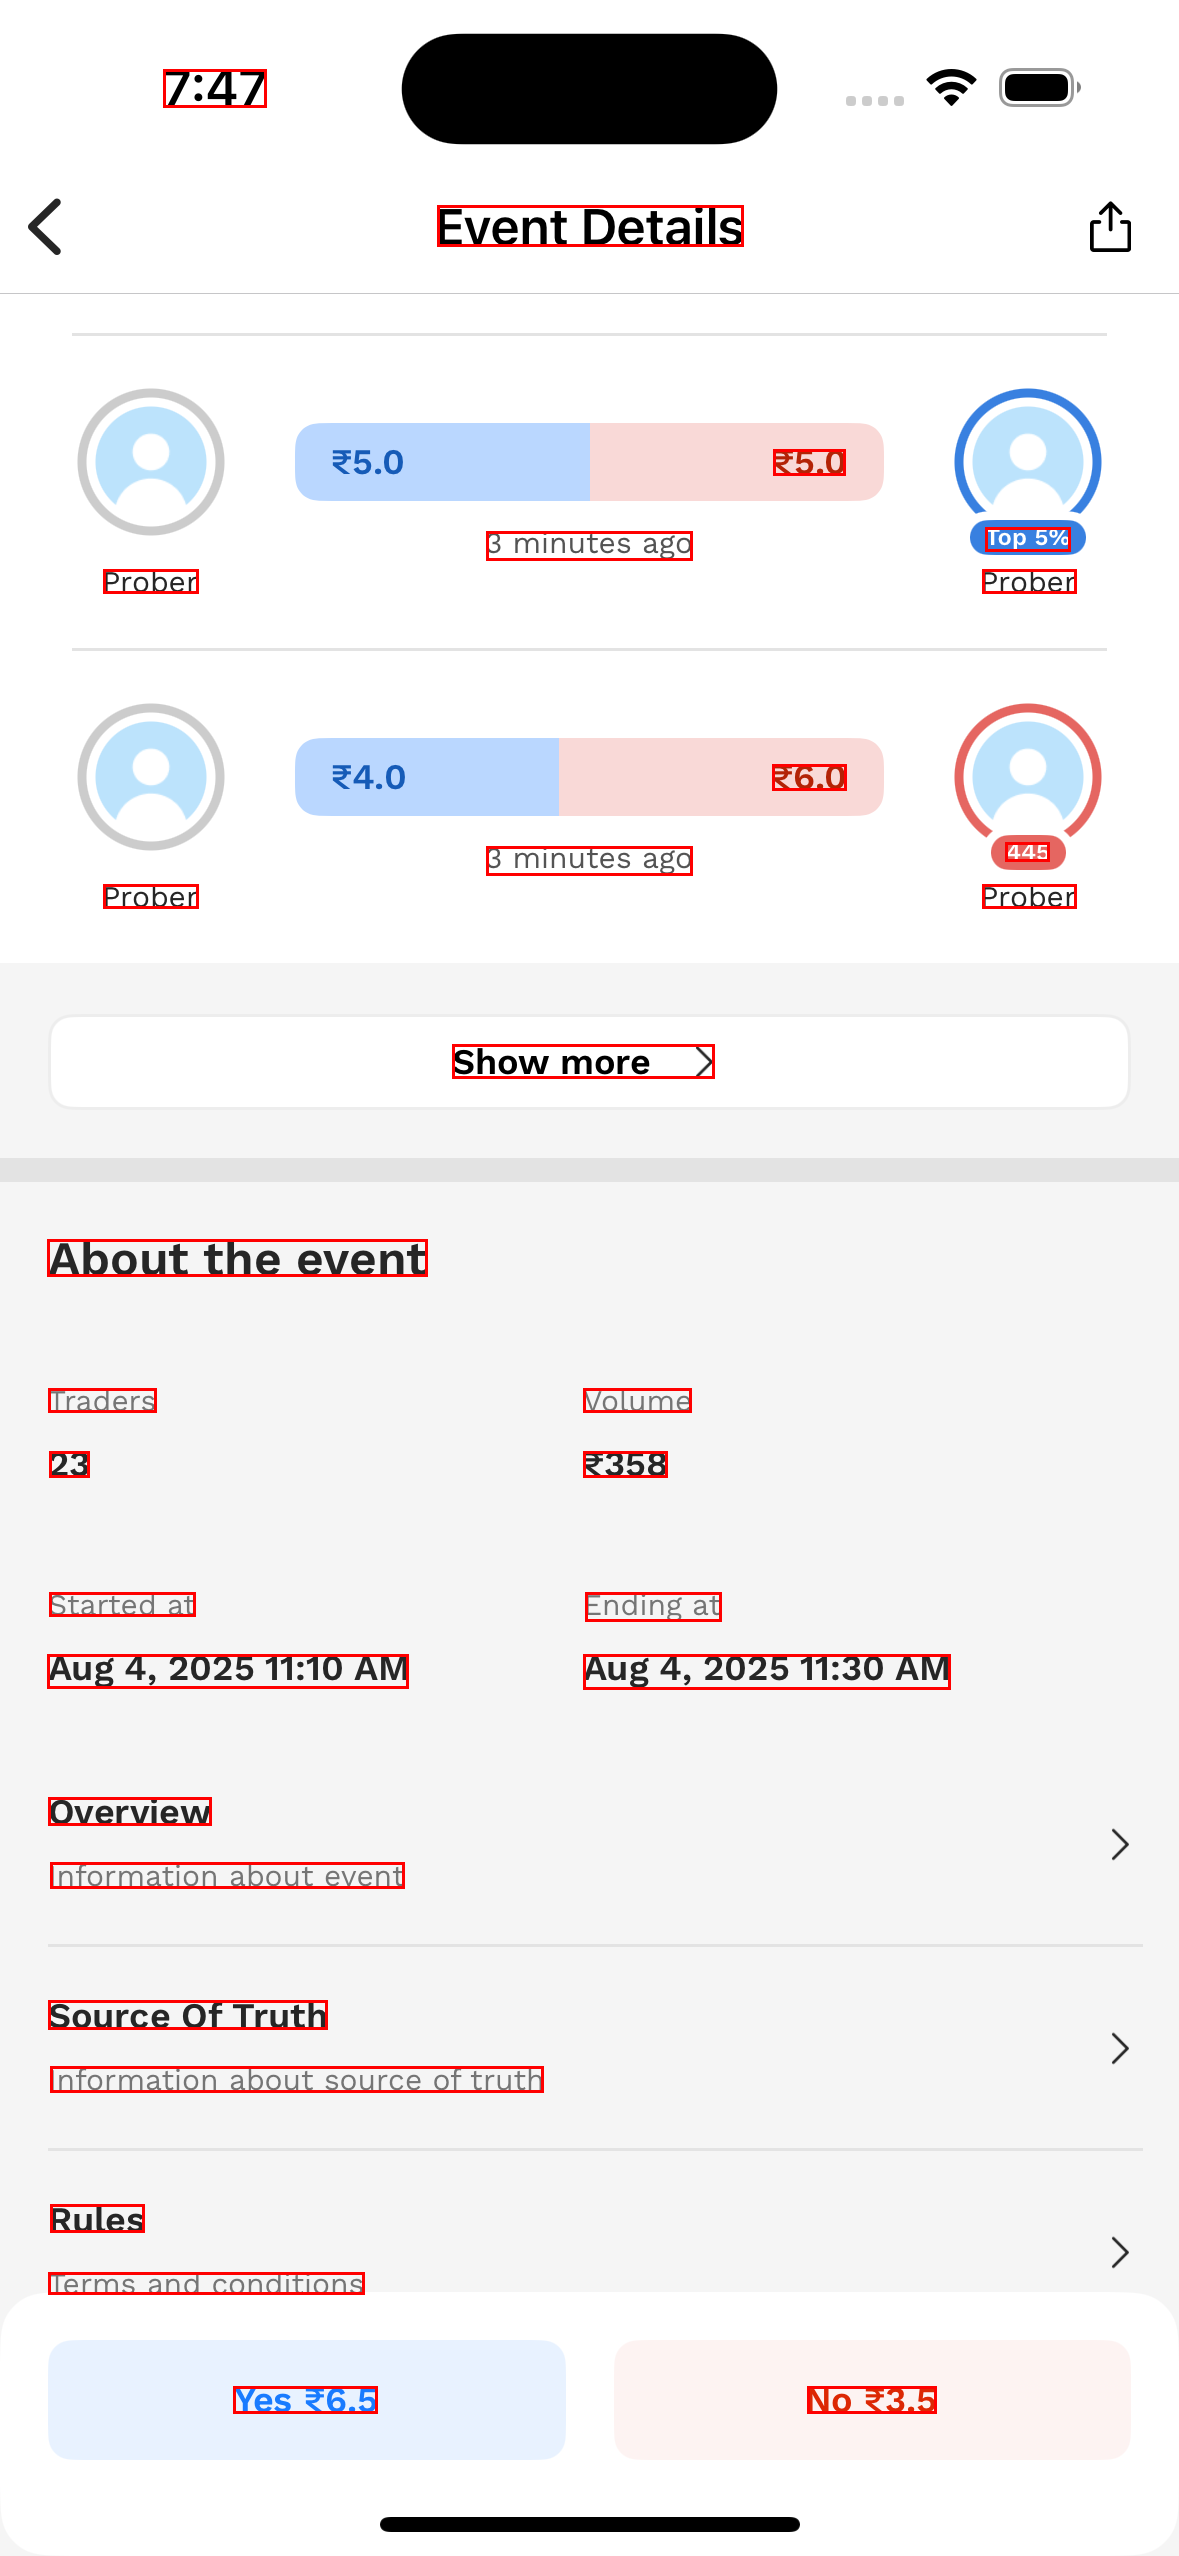 7:47
Event Details
₹5.0 ₹5.0
3 minutes ago
Top 5%
Prober Prober
₹4.0 ₹6.0
3 minutes ago
445
Prober Prober
Show more
About the event
Traders Volume
23 ₹358
Started at Ending at
Aug 4, 2025 11:10 AM Aug 4, 2025 11:30 AM
Overview
Information about event
Source Of Truth
Information about source of truth
Rules
Terms and conditions
Yes ₹6.5 No ₹3.5